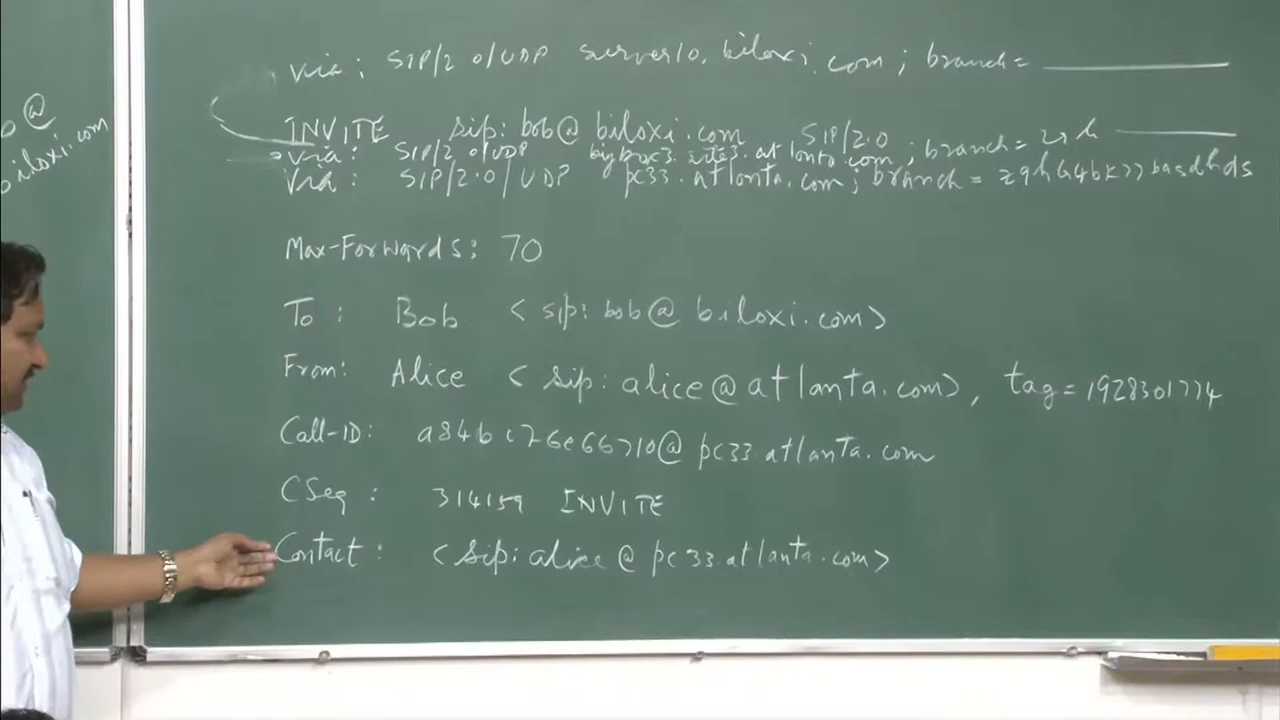 via: SIP/2.0/UDP server10.biloxi.com; branch=
@
biloxi.com
INVITE sip: bob@biloxi.com SIP/2.0
via: SIP/2.0/UDP bigbox3.site3.atlanta.com; branch=
Via: SIP/2.0/UDP pc33.atlanta.com; branch =
Max-Forwards: 70
To: Bob <sip: bob@biloxi.com>
From: Alice <sip: alice@atlanta.com>, tag=1928301774
Call-ID: a84bc76e66710@pc33.atlanta.com
CSeq: 314159 INVITE
Contact: <sip: alice@pc33.atlanta.com>